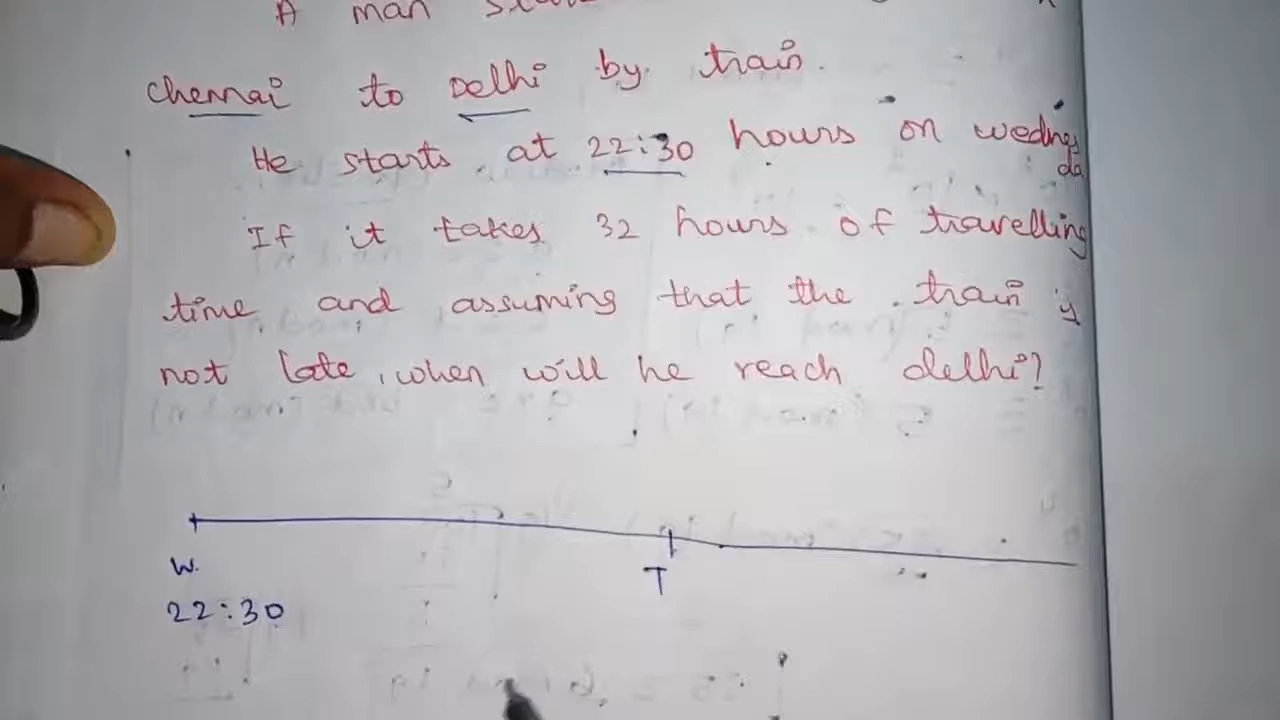 A man
chennai to Delhi by train.
He starts at 22:30 hours on wednes
da
If it takes 32 hours of travelling
time and assuming that the train is
not late, when will he reach delhi?
W. T
22:30